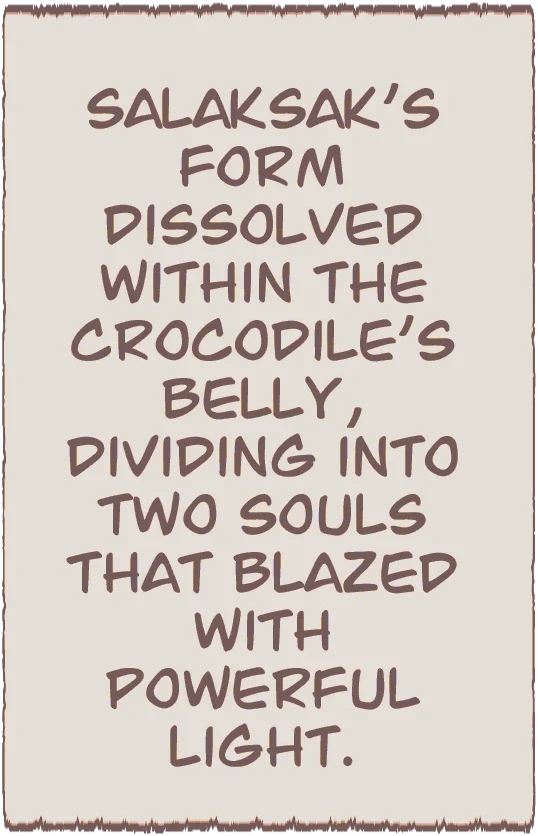 SALAKSAK'S
FORM
DISSOLVED
WITHIN THE
CROCODILE'S
BELLY,
DIVIDING INTO
TWO SOULS
THAT BLAZED
WITH
POWERFUL
LIGHT.